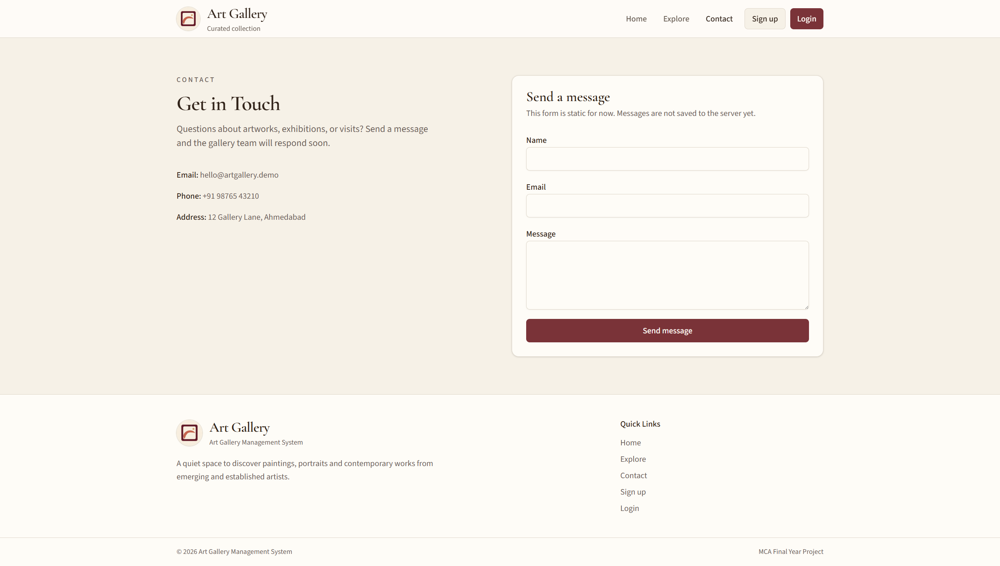 Art Gallery
Curated collection
Home
Explore
Contact
Sign up
Login
CONTACT
Get in Touch
Questions about artworks, exhibitions, or visits? Send a message
and the gallery team will respond soon.
Email: hello@artgallery.demo
Phone: +91 98765 43210
Address: 12 Gallery Lane, Ahmedabad
Send a message
This form is static for now. Messages are not saved to the server yet.
Name
Email
Message
Send message
Art Gallery
Art Gallery Management System
A quiet space to discover paintings, portraits and contemporary works from
emerging and established artists.
Quick Links
Home
Explore
Contact
Sign up
Login
© 2026 Art Gallery Management System
MCA Final Year Project